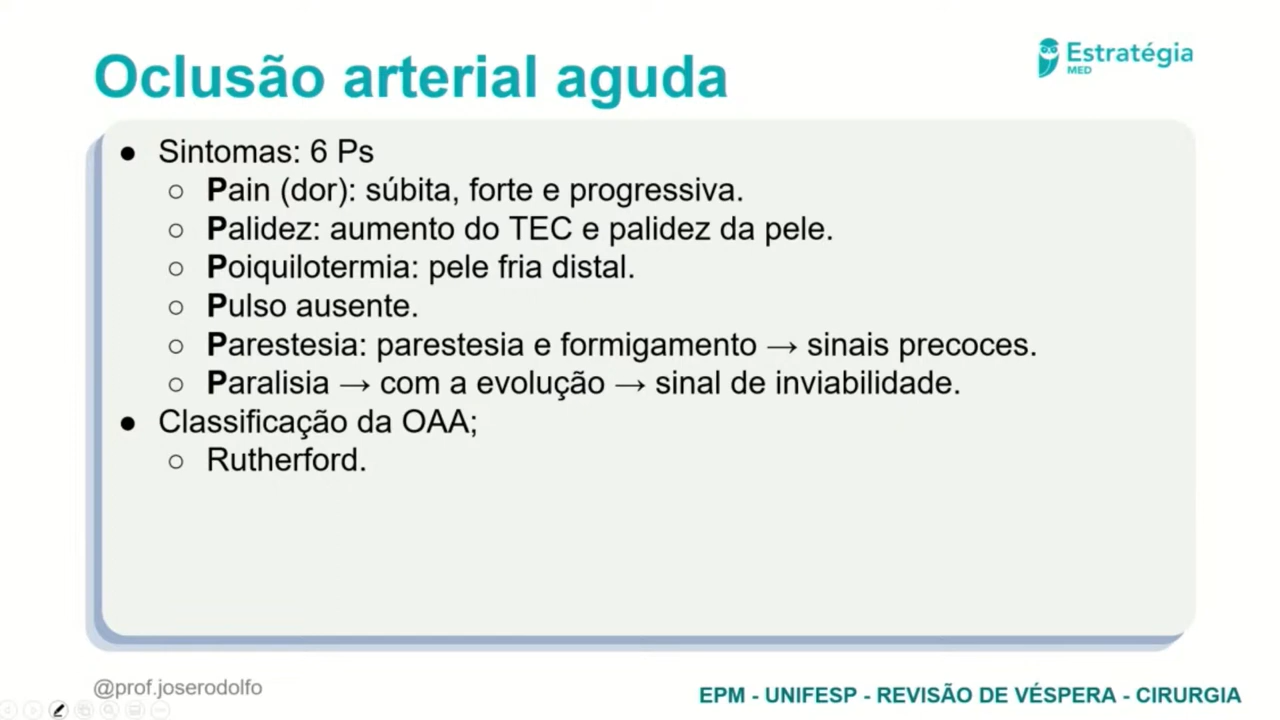 Oclusão arterial aguda
Estratégia
MED
● Sintomas: 6 Ps
○ Pain (dor): súbita, forte e progressiva.
○ Palidez: aumento do TEC e palidez da pele.
○ Poiquilotermia: pele fria distal.
○ Pulso ausente.
○ Parestesia: parestesia e formigamento → sinais precoces.
○ Paralisia → com a evolução → sinal de inviabilidade.
● Classificação da OAA;
○ Rutherford.
@prof.joserodolfo
EPM - UNIFESP - REVISÃO DE VÉSPERA - CIRURGIA